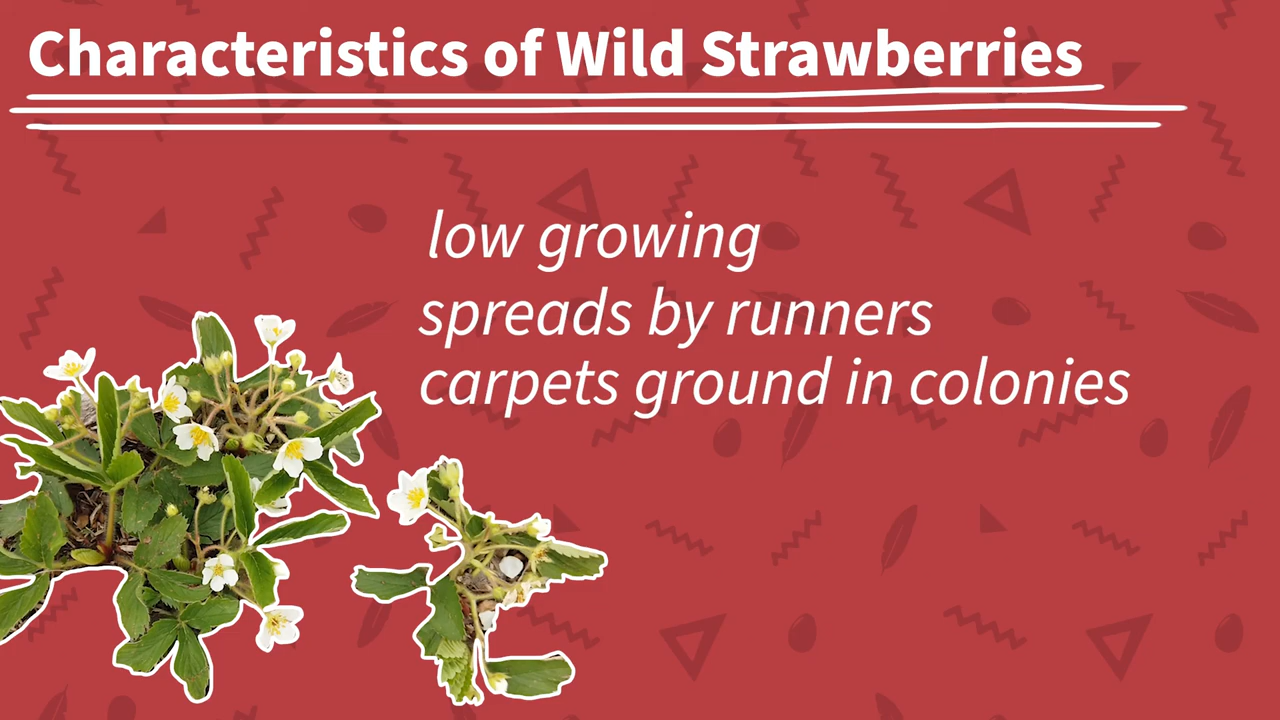 Characteristics of Wild Strawberries
low growing
spreads by runners
carpets ground in colonies